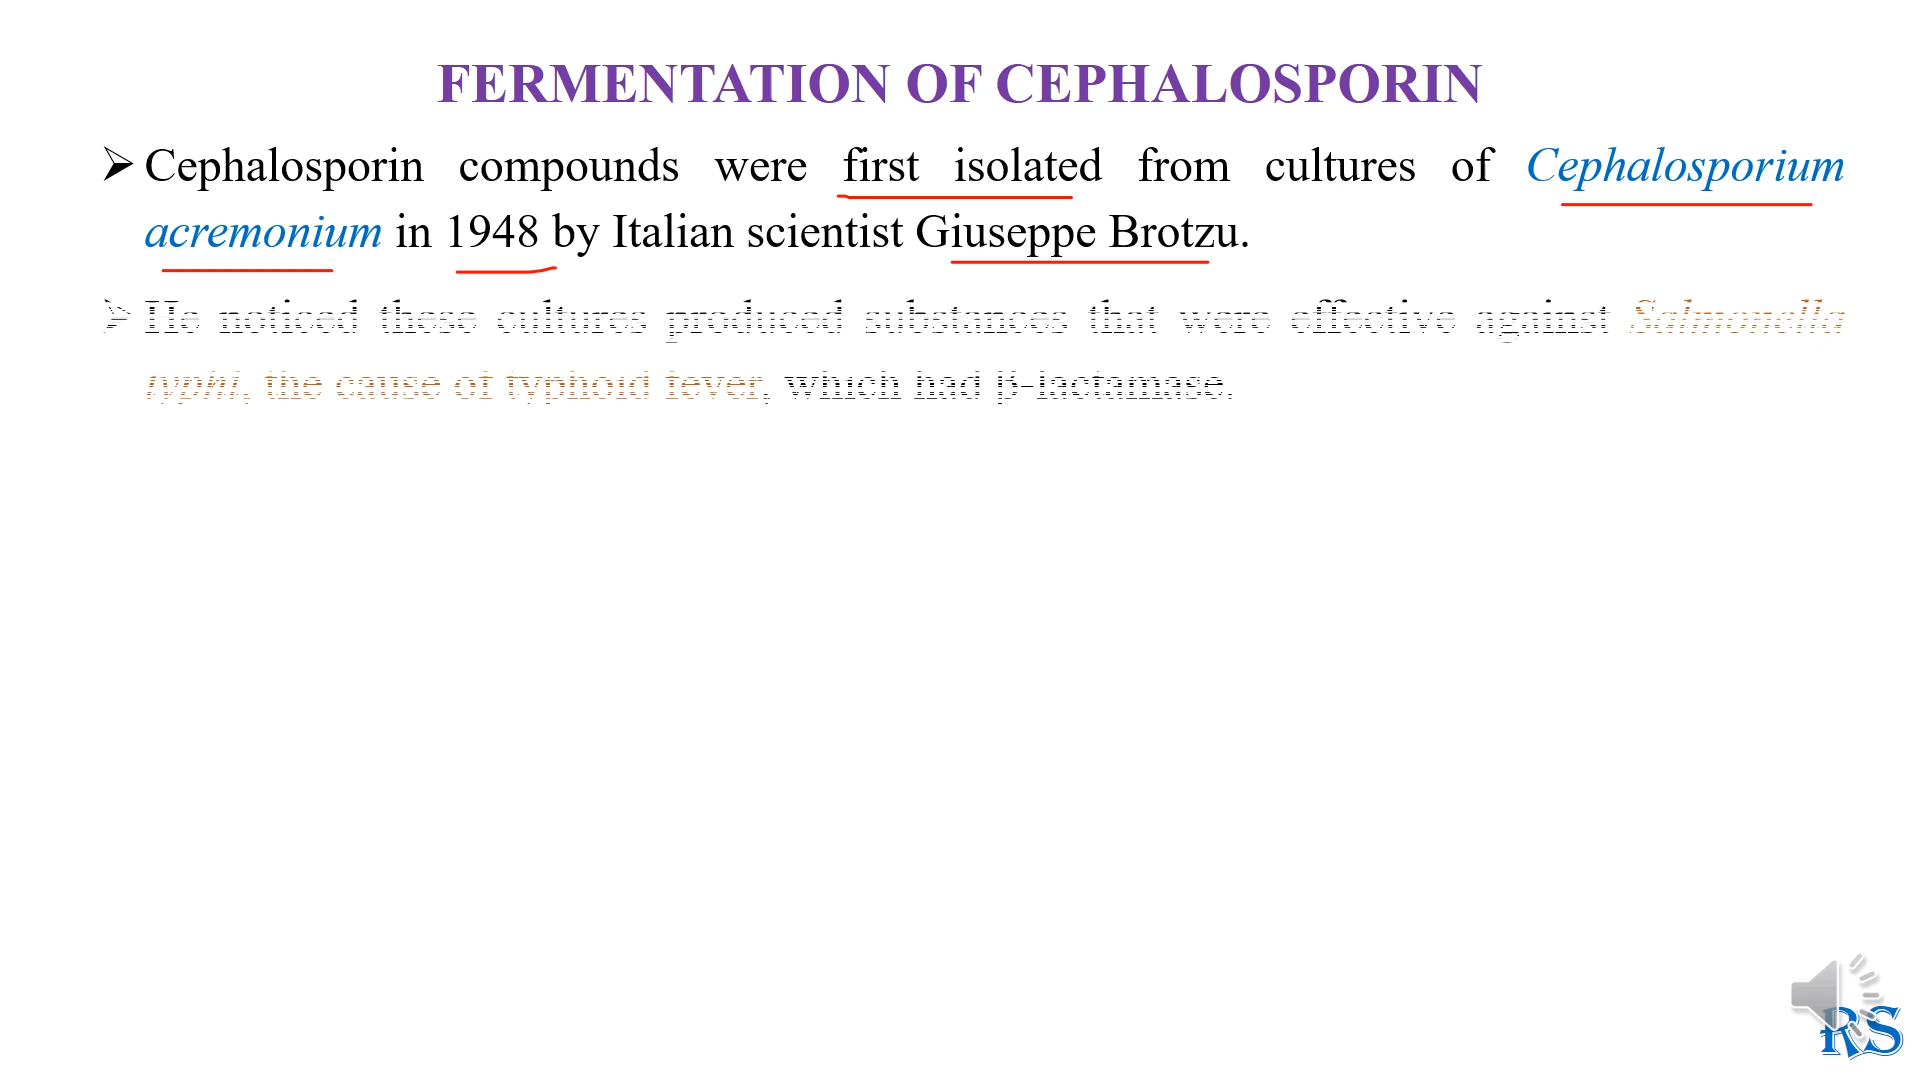 FERMENTATION OF CEPHALOSPORIN
➢ Cephalosporin compounds were first isolated from cultures of Cephalosporium
acremonium in 1948 by Italian scientist Giuseppe Brotzu.
➢ He noticed these cultures produced substances that were effective against Salmonella
typhi, the cause of typhoid fever, which had β-lactamase.
RS